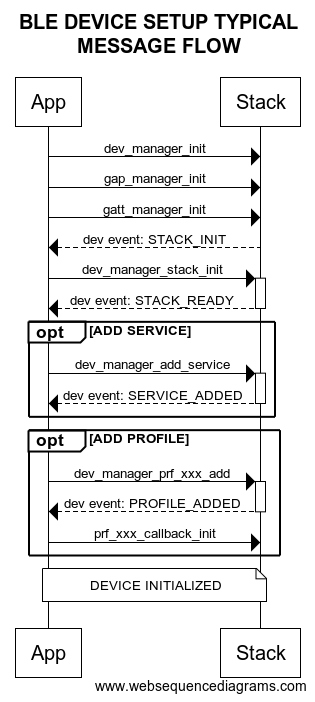 BLE DEVICE SETUP TYPICAL
MESSAGE FLOW
App
Stack
dev_manager_init
gap_manager_init
gatt_manager_init
dev event: STACK_INIT
dev_manager_stack_init
dev event: STACK_READY
opt [ADD SERVICE]
dev_manager_add_service
dev event: SERVICE_ADDED
opt [ADD PROFILE]
dev_manager_prf_xxx_add
dev event: PROFILE_ADDED
prf_xxx_callback_init
DEVICE INITIALIZED
App
Stack
www.websequencediagrams.com